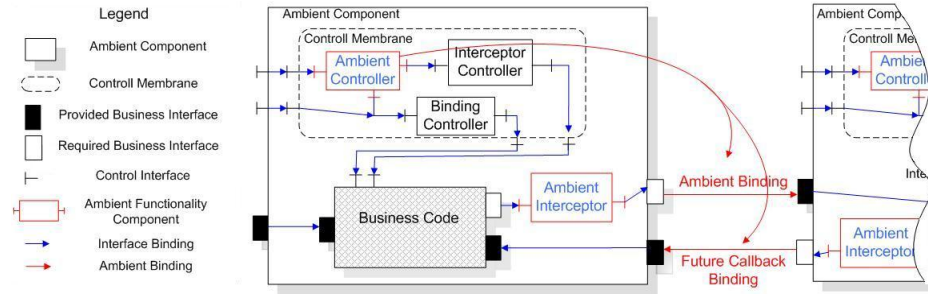 Legend
Ambient Component
Controll Membrane
Provided Business Interface
Required Business Interface
Control Interface
Ambient Functionality
Component
Interface Binding
Ambient Binding
Ambient Component
Controll Membrane
Ambient
Controller
Interceptor
Controller
Binding
Controller
Business Code
Ambient
Interceptor
Ambient Binding
Future Callback
Binding
Ambient Comp
Controll Me
Ambie
Controll
Inte
Ambient
Interceptor